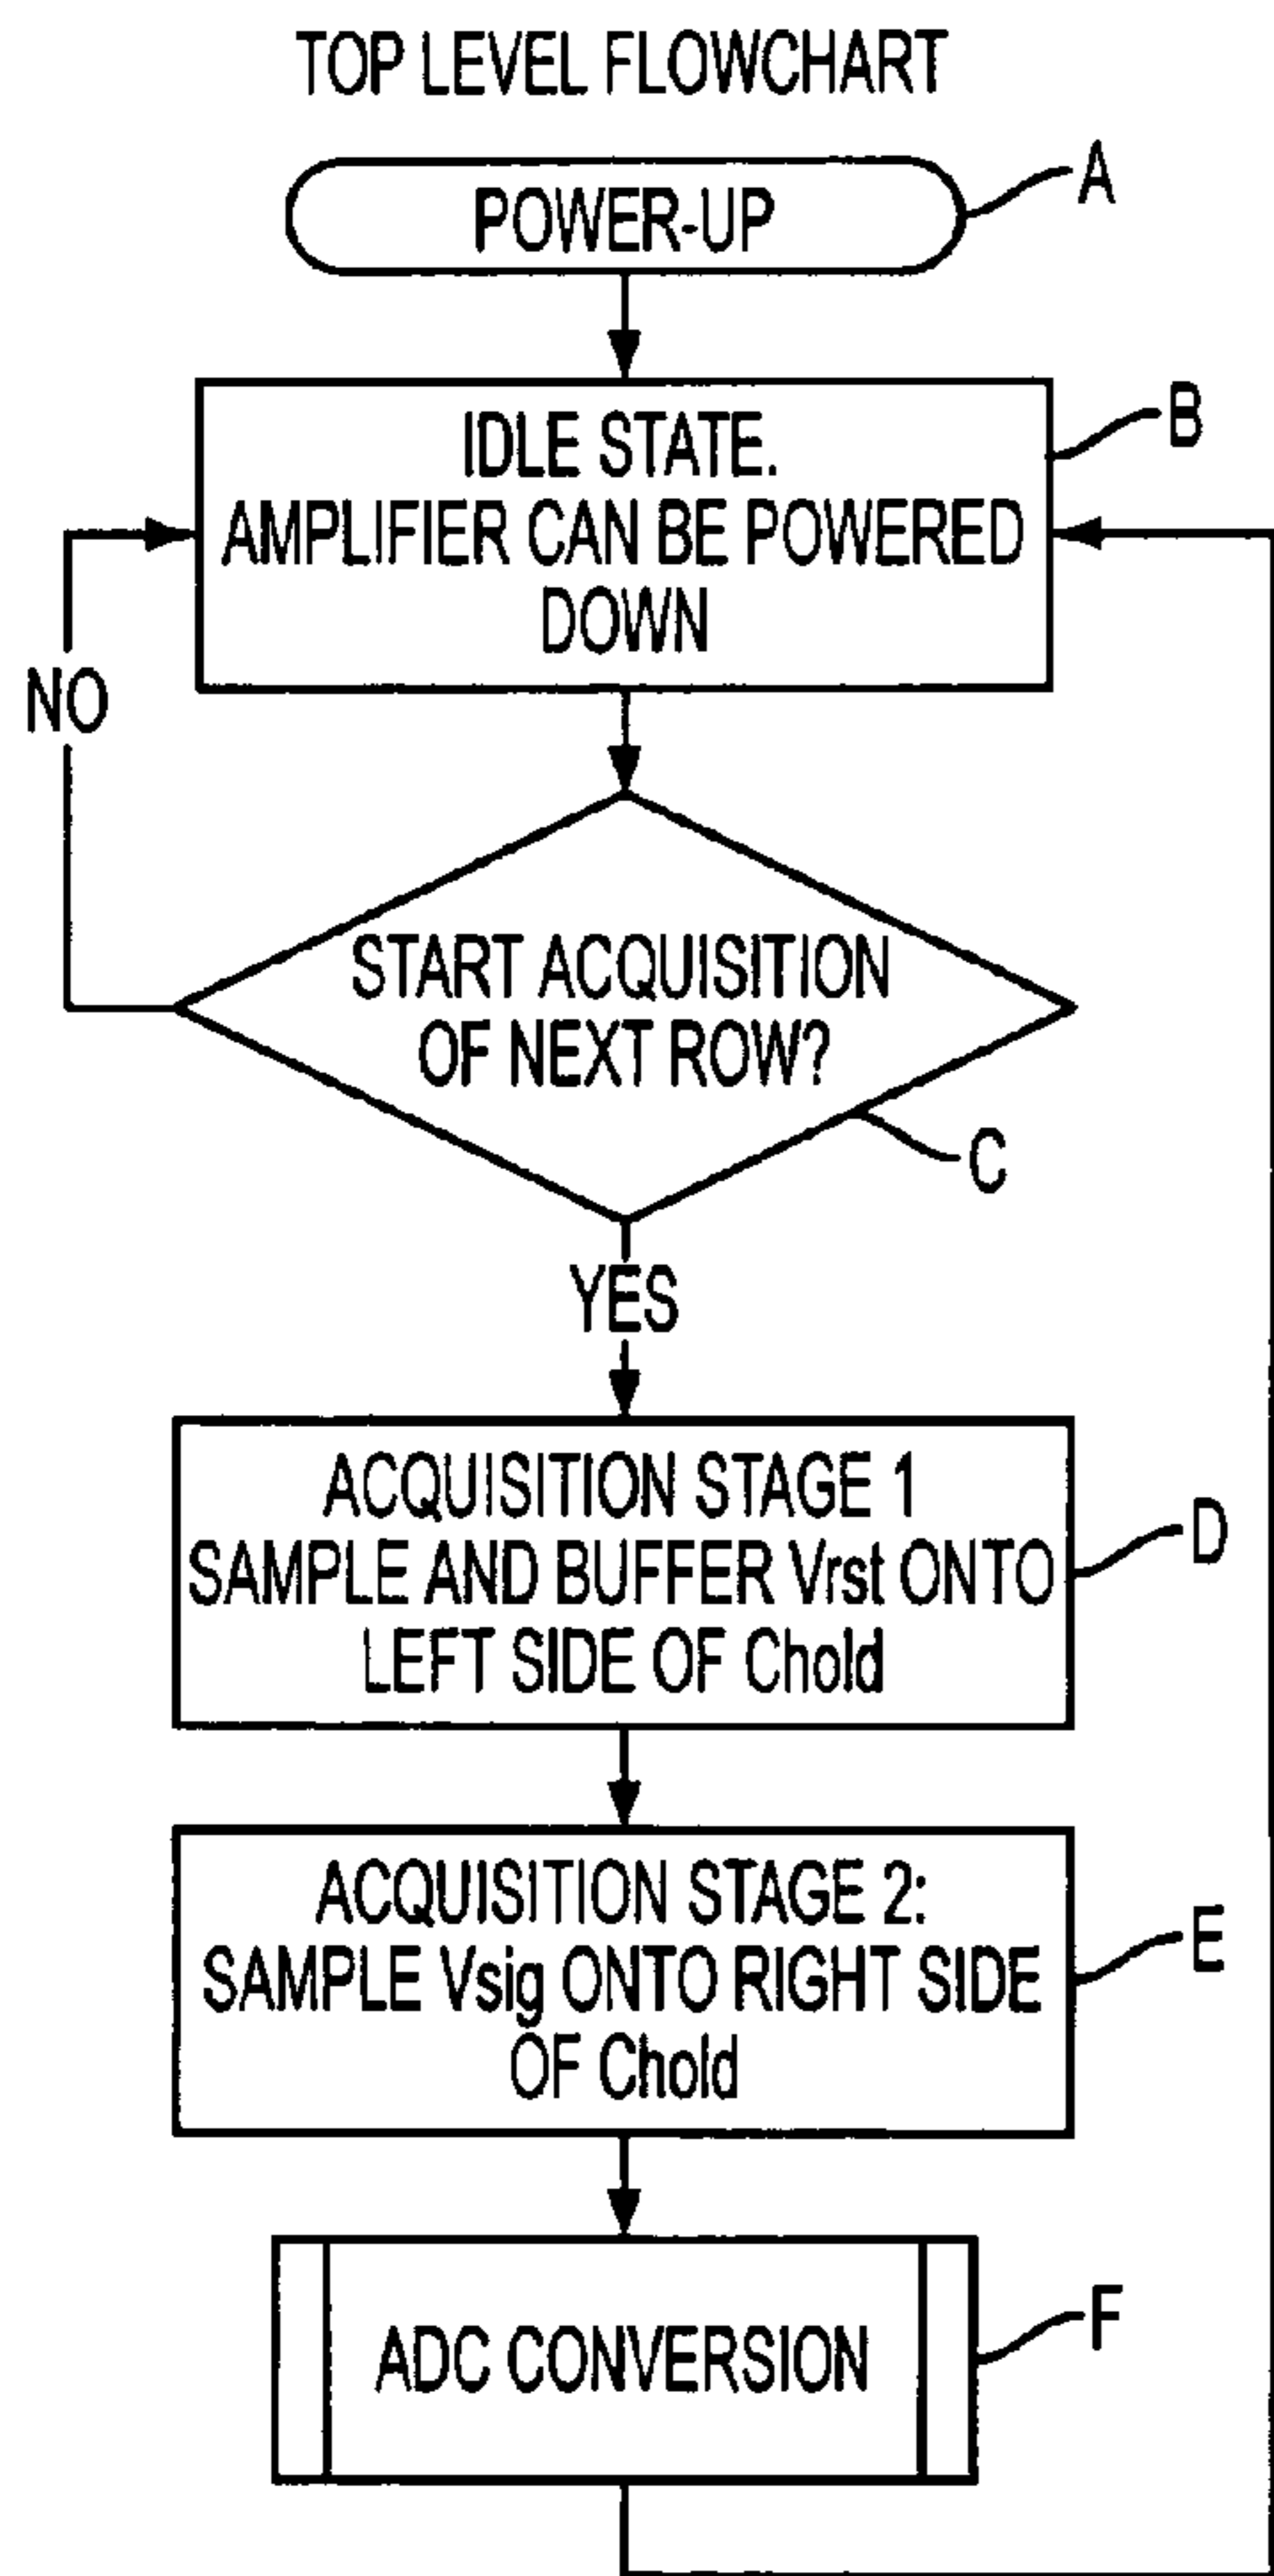 TOP LEVEL FLOWCHART
POWER-UP
A
IDLE STATE.
AMPLIFIER CAN BE POWERED
DOWN
B
NO
START ACQUISITION
OF NEXT ROW?
C
YES
ACQUISITION STAGE 1
SAMPLE AND BUFFER Vrst ONTO
LEFT SIDE OF Chold
D
ACQUISITION STAGE 2:
SAMPLE Vsig ONTO RIGHT SIDE
OF Chold
E
ADC CONVERSION
F